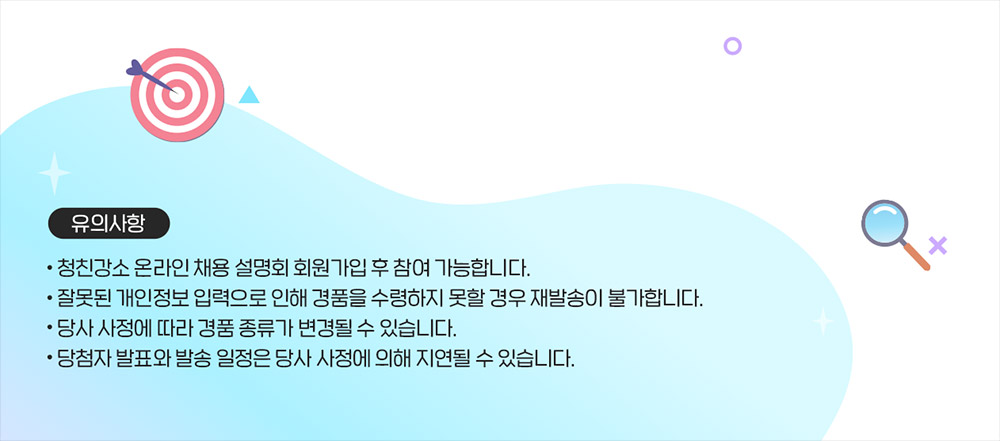 유의사항
• 청친강소 온라인 채용 설명회 회원가입 후 참여 가능합니다.
• 잘못된 개인정보 입력으로 인해 경품을 수령하지 못할 경우 재발송이 불가합니다.
• 당사 사정에 따라 경품 종류가 변경될 수 있습니다.
• 당첨자 발표와 발송 일정은 당사 사정에 의해 지연될 수 있습니다.